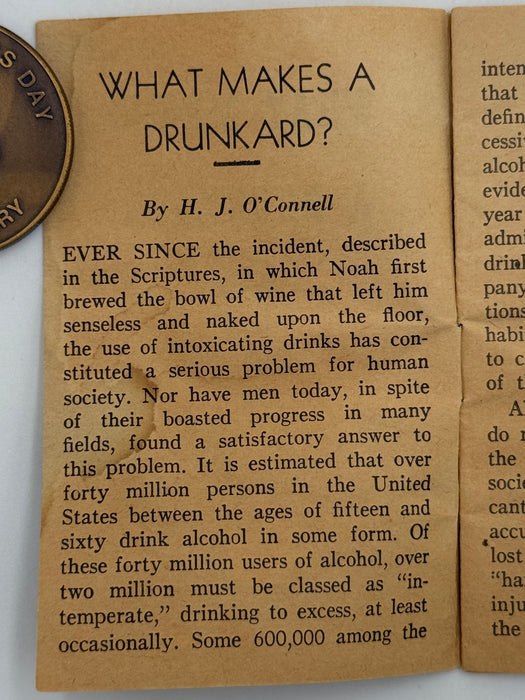 S DAY
RY
WHAT MAKES A
DRUNKARD?
By H. J. O'Connell
EVER SINCE the incident, described
in the Scriptures, in which Noah first
brewed the bowl of wine that left him
senseless and naked upon the floor,
the use of intoxicating drinks has con-
stituted a serious problem for human
society. Nor have men today, in spite
of their boasted progress in many
fields, found a satisfactory answer to
this problem. It is estimated that over
forty million persons in the United
States between the ages of fifteen and
sixty drink alcohol in some form. Of
these forty million users of alcohol, over
two million must be classed as "in-
temperate," drinking to excess, at least
occasionally. Some 600,000 among the
inten
that
defin
cessi
alcoh
evide
year
admi
drinl
pany
tions
habi
to c
of t
Al
do n
the
socie
cant
accu
lost
"ha
inju
the